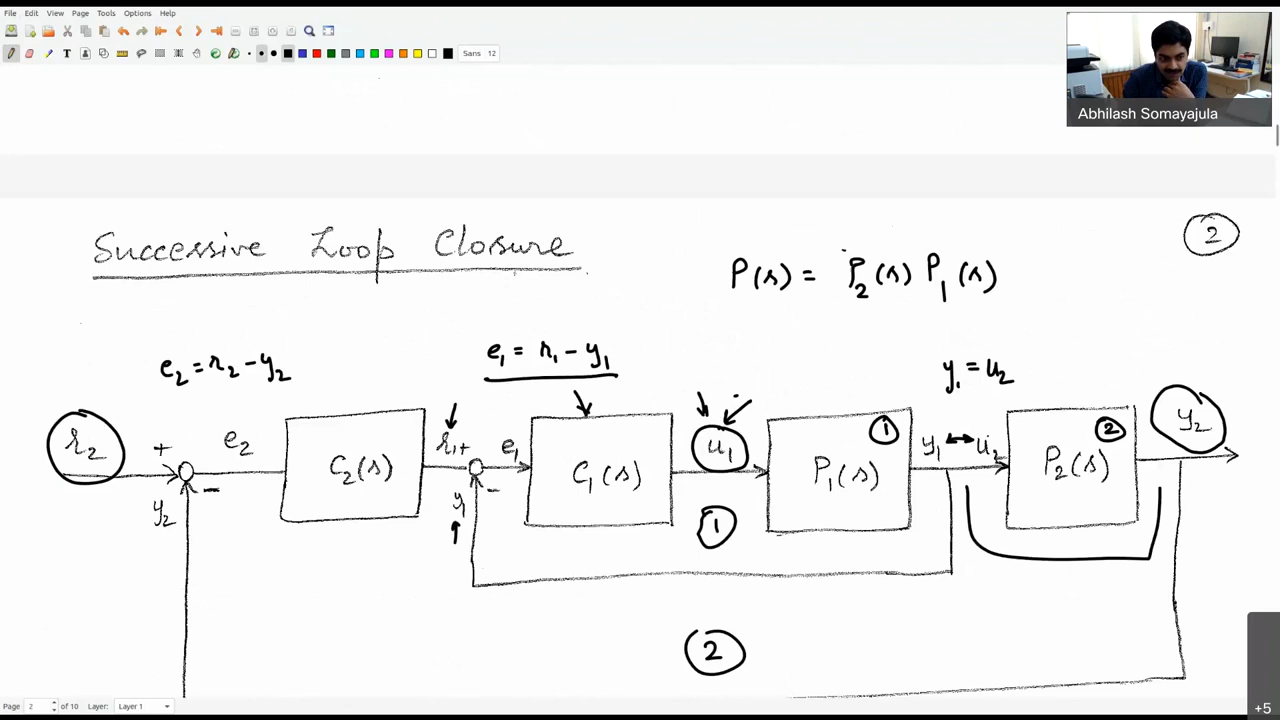 File Edit View Page Tools Options Help
Sans 12
Abhilash Somayajula
Successive Loop Closure
2
P(s) = P₂(s) P₁(s)
e₂ = r₂ - y₂
e₁ = r₁ - y₁
y₁ = u₂
r₂ + e₂ C₂(s) r₁ + e₁ C₁(s) u₁ P₁(s) 1 y₁ ↔ u₂ P₂(s) 2 y₂
y₂ - y₁ - 1
2
Page 2 of 10 Layer: Layer 1
+5